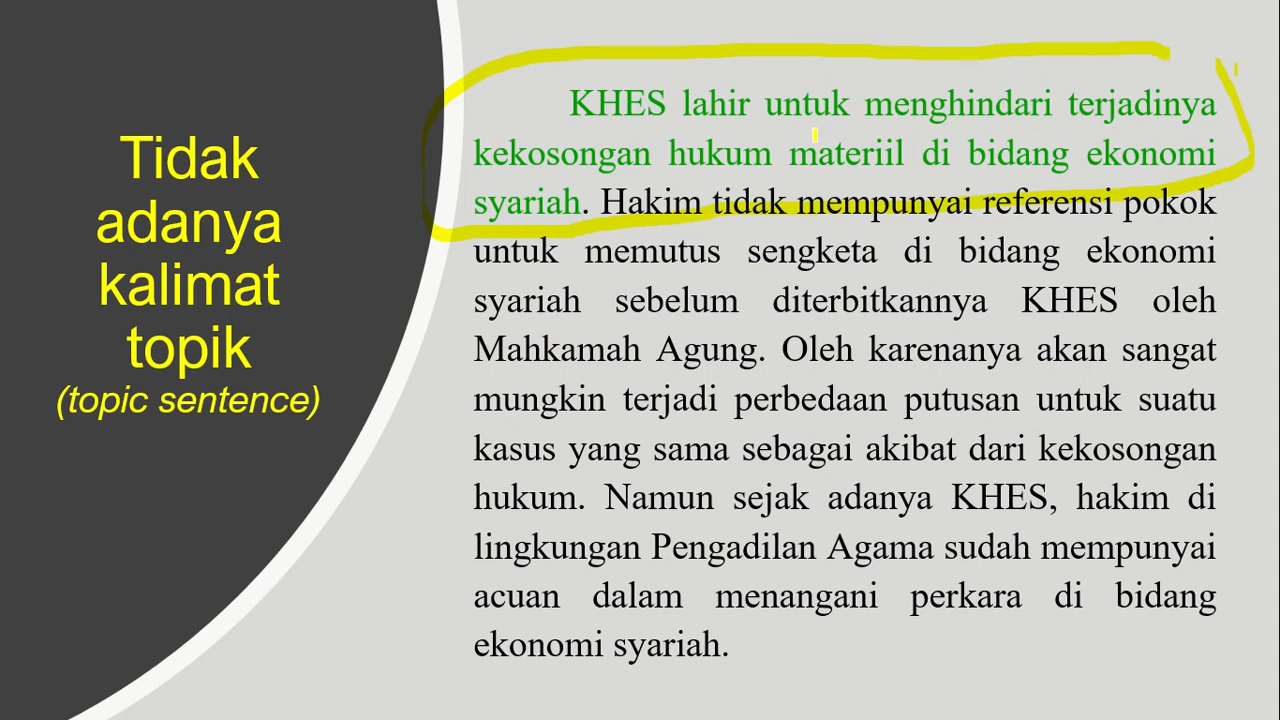 Tidak
adanya
kalimat
topik
(topic sentence)
KHES lahir untuk menghindari terjadinya
kekosongan hukum materiil di bidang ekonomi
syariah. Hakim tidak mempunyai referensi pokok
untuk memutus sengketa di bidang ekonomi
syariah sebelum diterbitkannya KHES oleh
Mahkamah Agung. Oleh karenanya akan sangat
mungkin terjadi perbedaan putusan untuk suatu
kasus yang sama sebagai akibat dari kekosongan
hukum. Namun sejak adanya KHES, hakim di
lingkungan Pengadilan Agama sudah mempunyai
acuan dalam menangani perkara di bidang
ekonomi syariah.